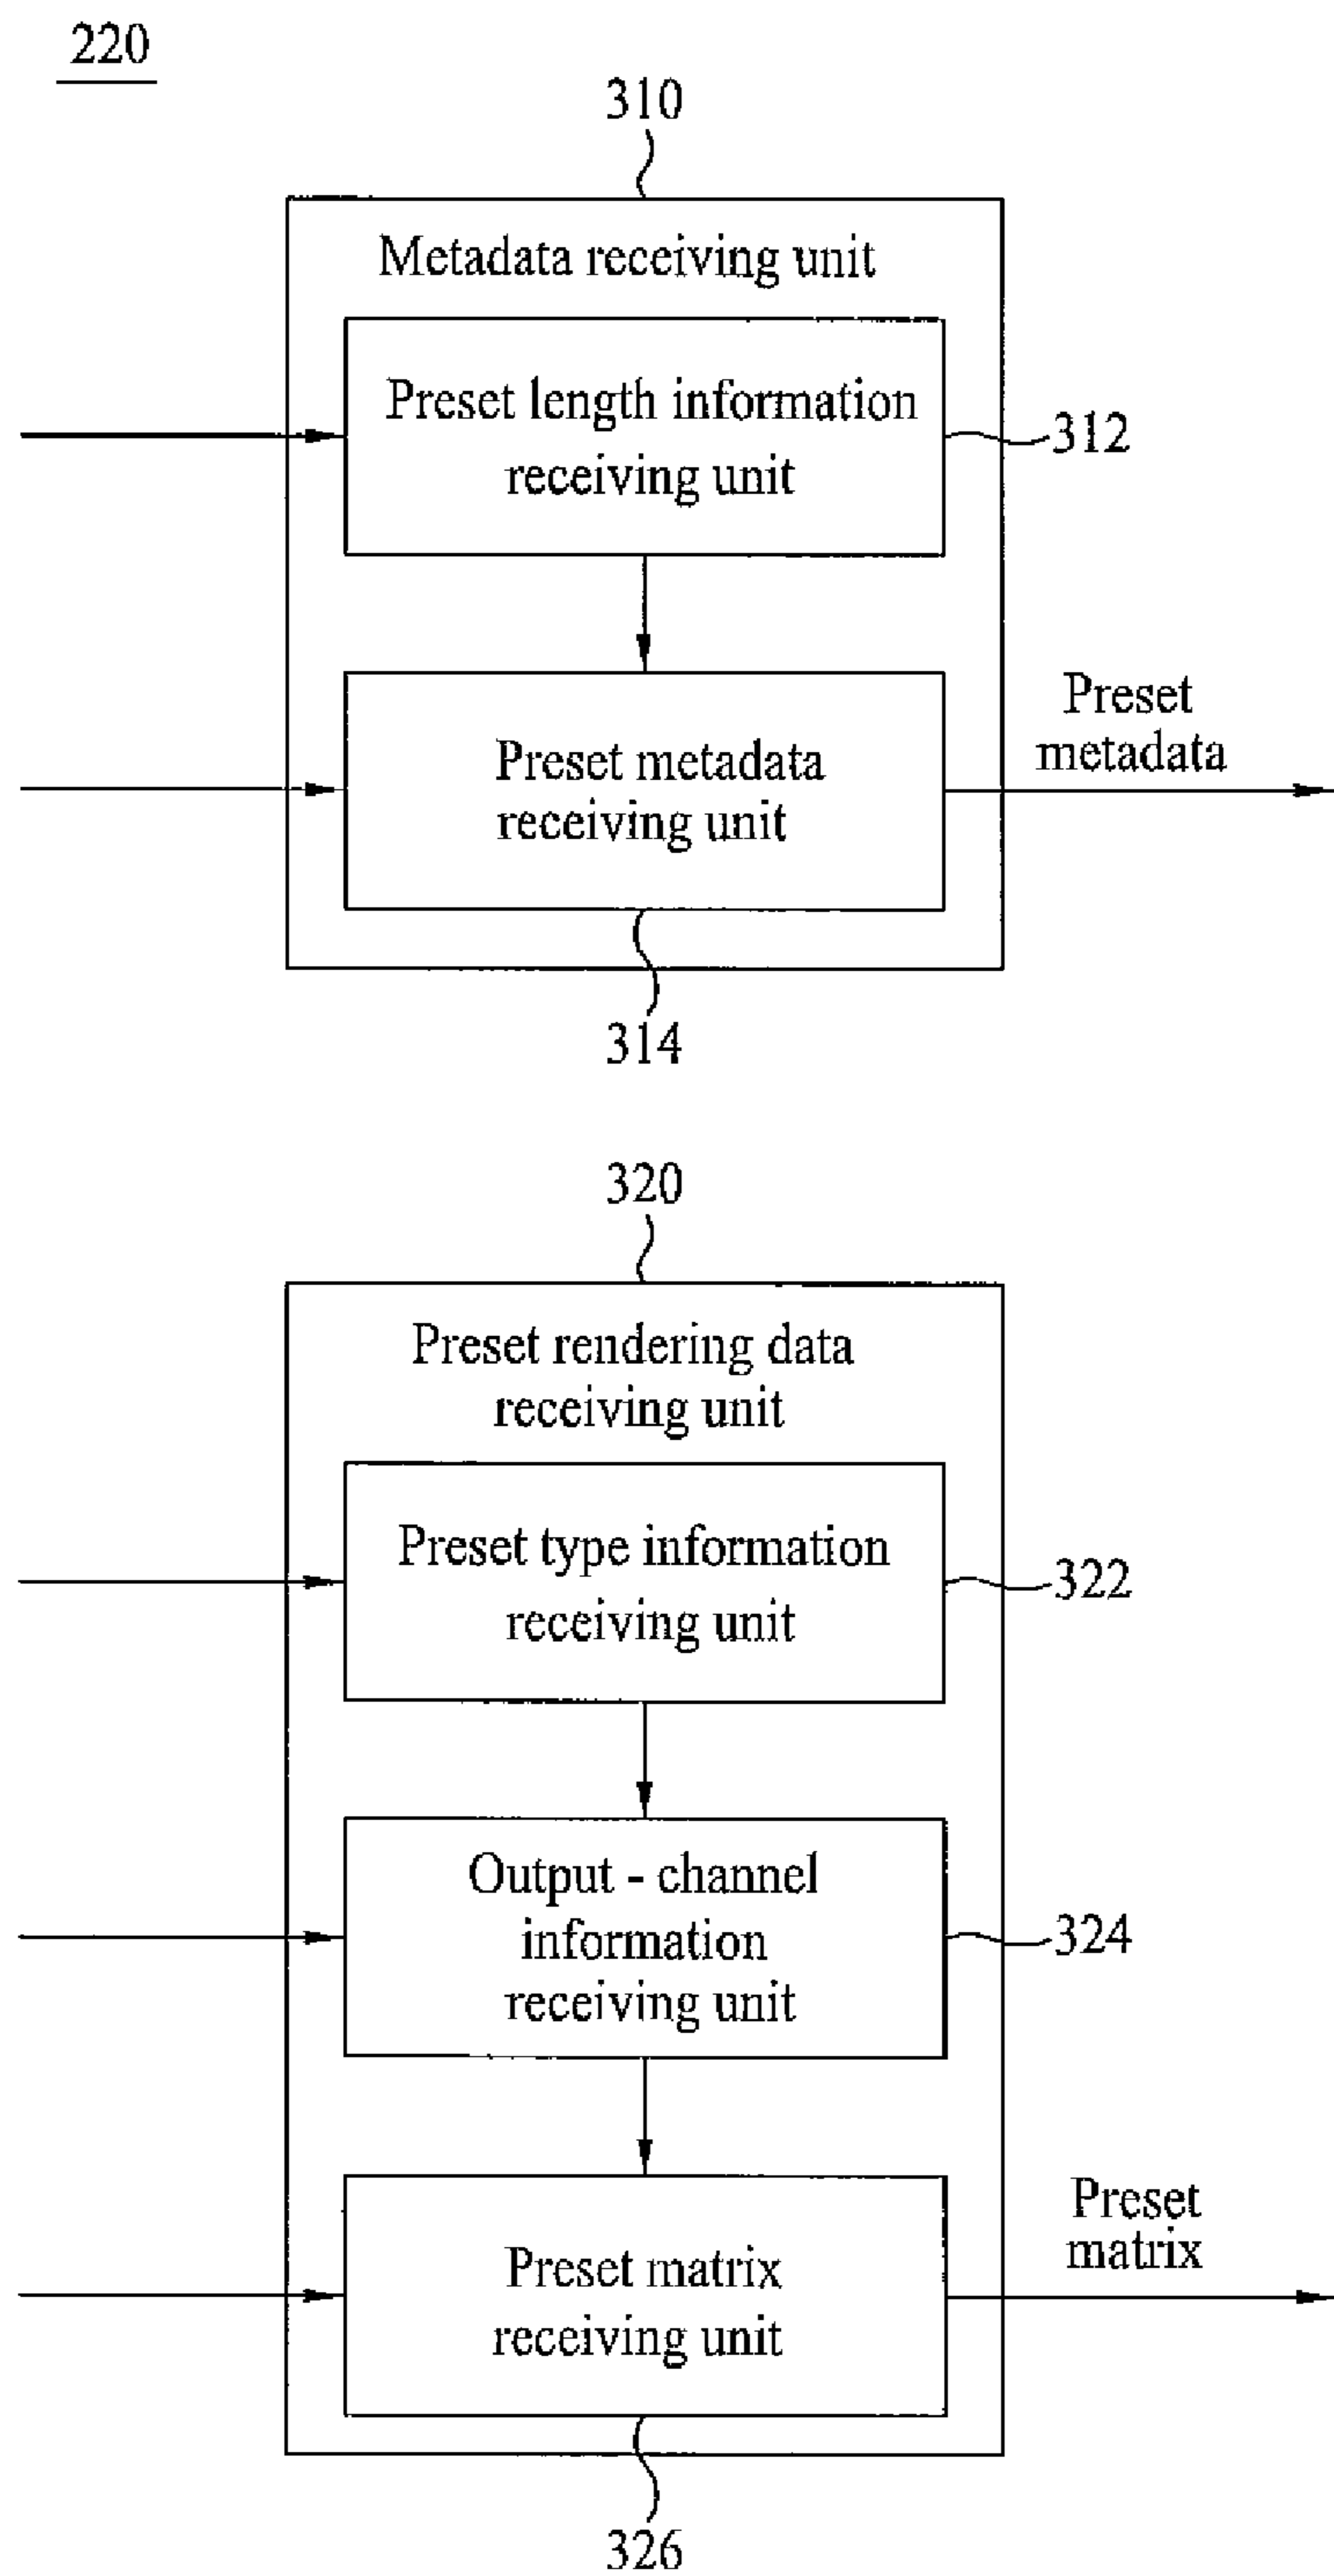 220
310
Metadata receiving unit
Preset length information
receiving unit
312
Preset metadata
receiving unit
Preset
metadata
314
320
Preset rendering data
receiving unit
Preset type information
receiving unit
322
Output - channel
information
receiving unit
324
Preset matrix
receiving unit
Preset
matrix
326